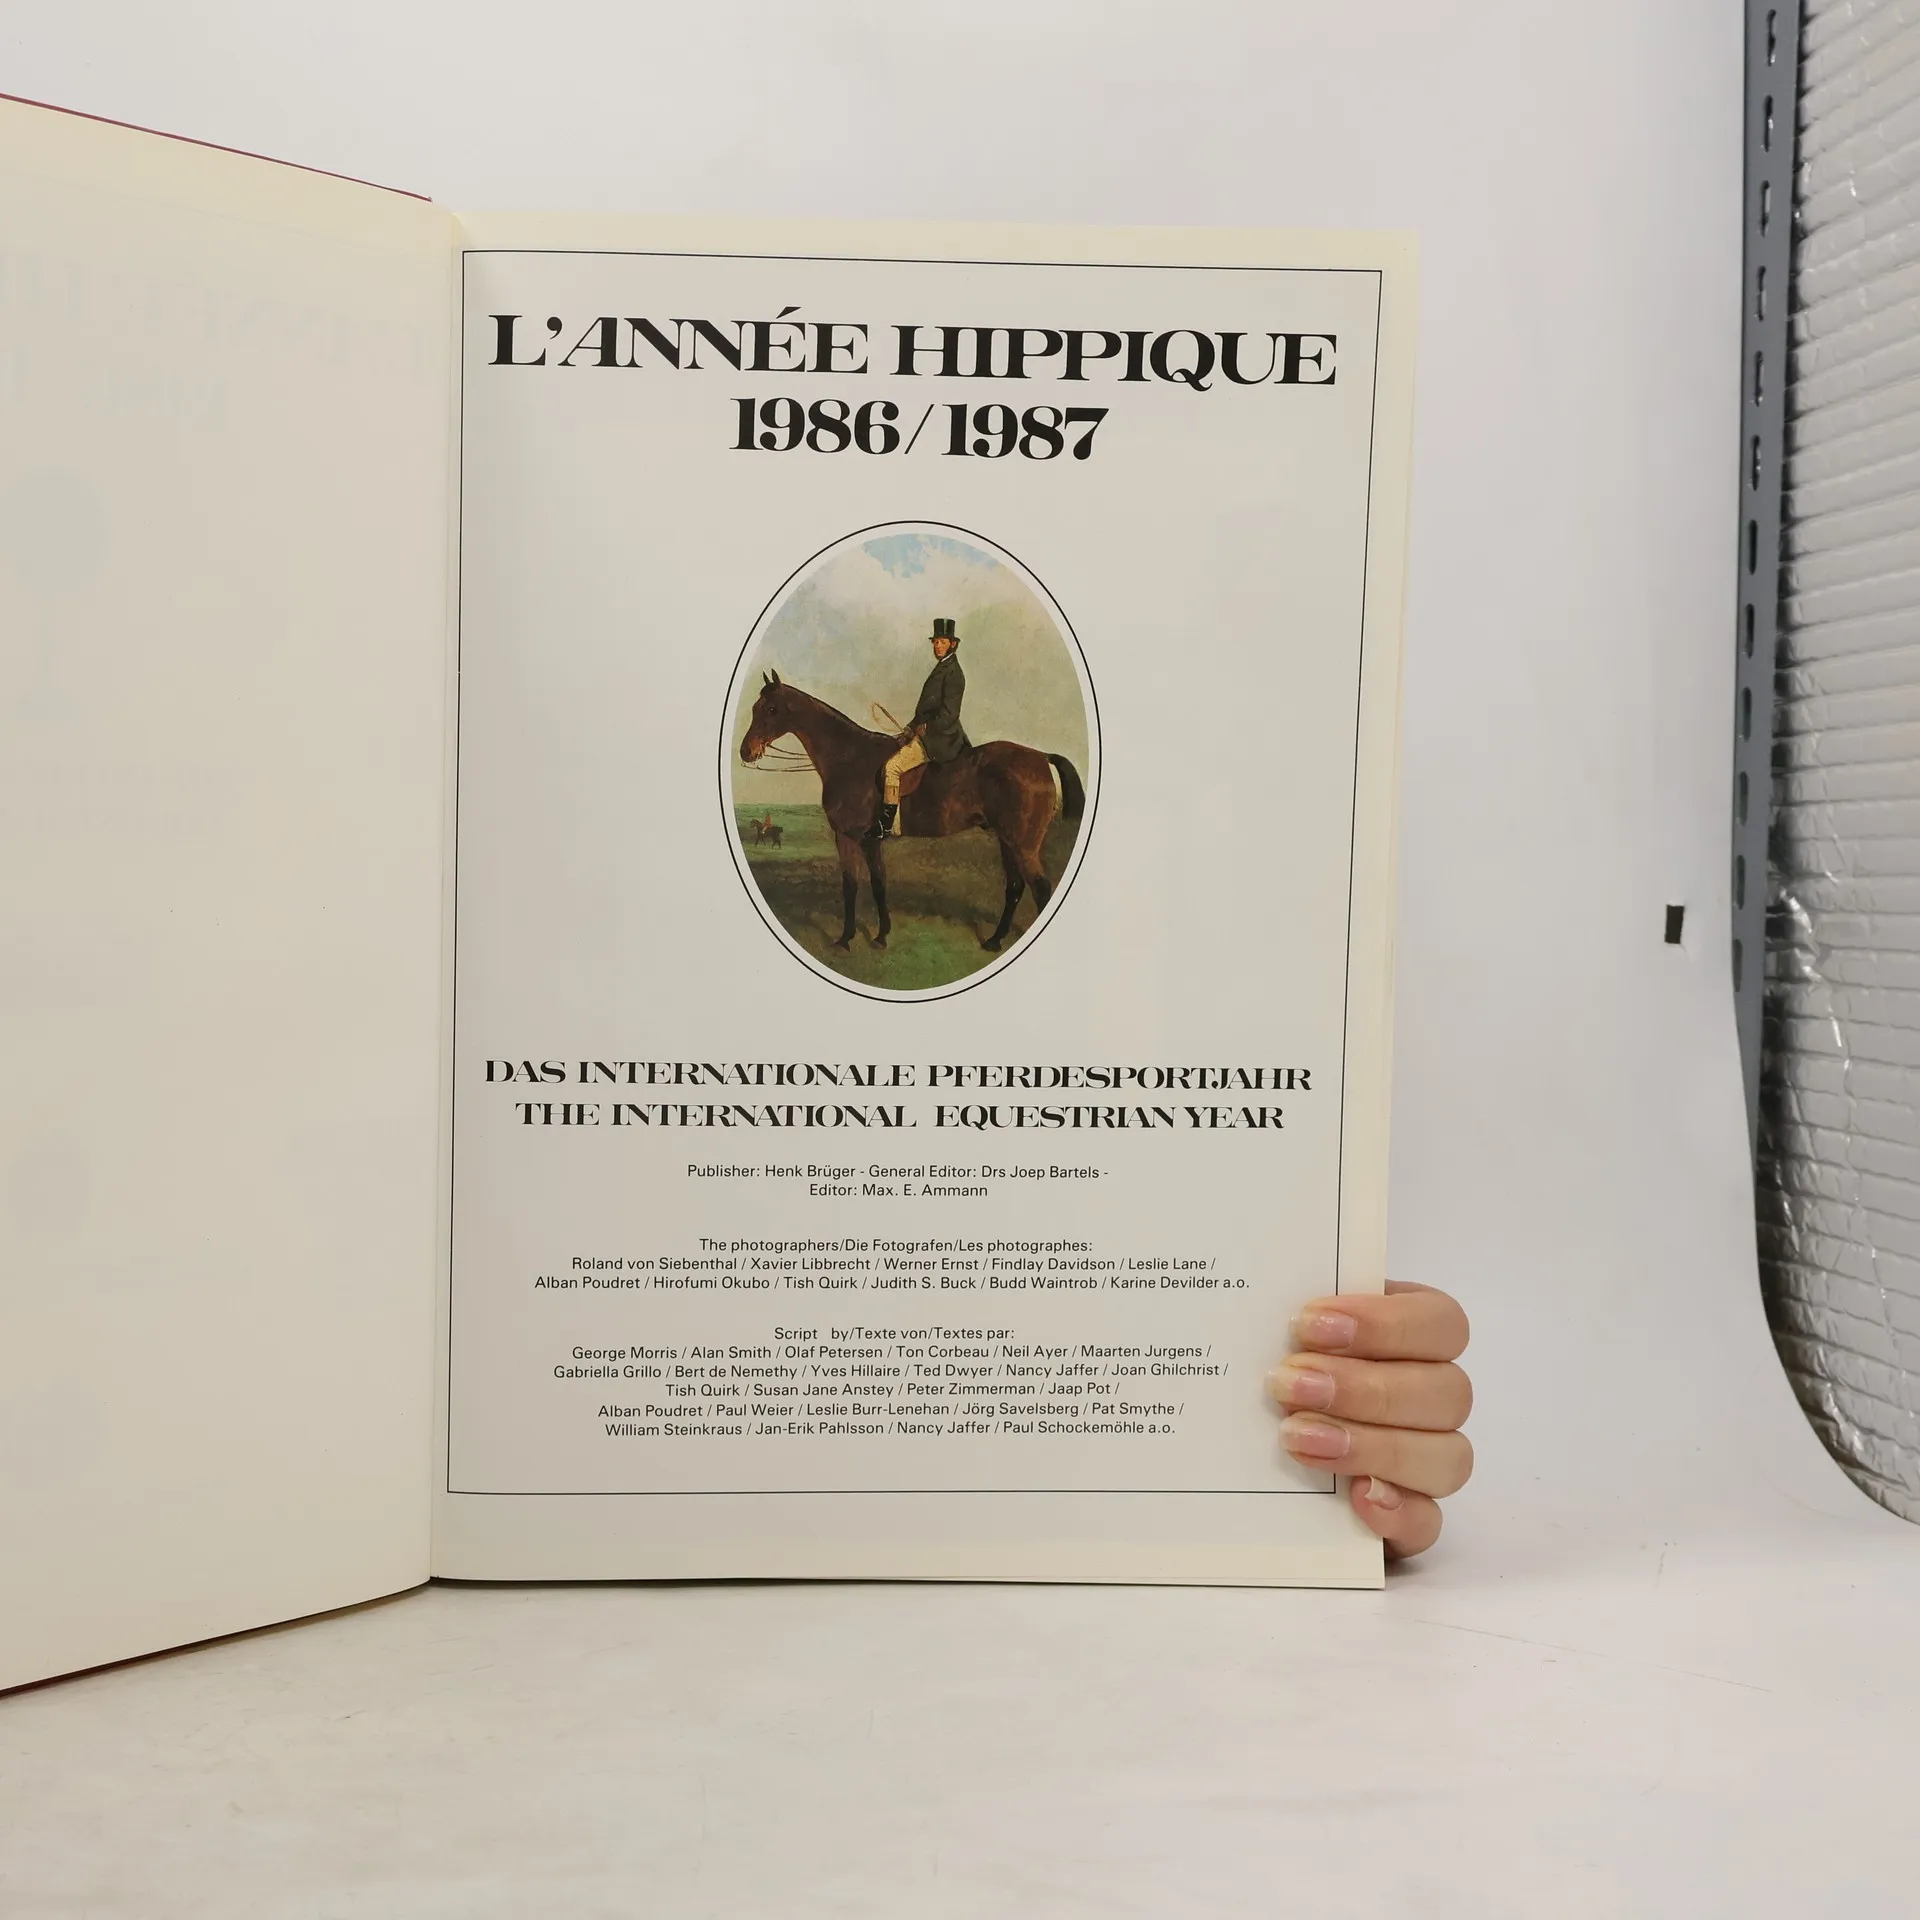 L'ANNÉE HIPPIQUE
1986/1987
DAS INTERNATIONALE PFERDESPORTJAHR
THE INTERNATIONAL EQUESTRIAN YEAR
Publisher: Henk Brüger - General Editor: Drs Joep Bartels -
Editor: Max. E. Ammann
The photographers/Die Fotografen/Les photographes:
Roland von Siebenthal / Xavier Libbrecht / Werner Ernst / Findlay Davidson / Leslie Lane /
Alban Poudret / Hirofumi Okubo / Tish Quirk / Judith S. Buck / Budd Waintrob / Karine Devilder a.o.
Script by/Texte von/Textes par:
George Morris / Alan Smith / Olaf Petersen / Ton Corbeau / Neil Ayer / Maarten Jurgens /
Gabriella Grillo / Bert de Nemethy / Yves Hillaire / Ted Dwyer / Nancy Jaffer / Joan Ghilchrist /
Tish Quirk / Susan Jane Anstey / Peter Zimmerman / Jaap Pot /
Alban Poudret / Paul Weier / Leslie Burr-Lenehan / Jörg Savelsberg / Pat Smythe /
William Steinkraus / Jan-Erik Pahlsson / Nancy Jaffer / Paul Schockemöhle a.o.